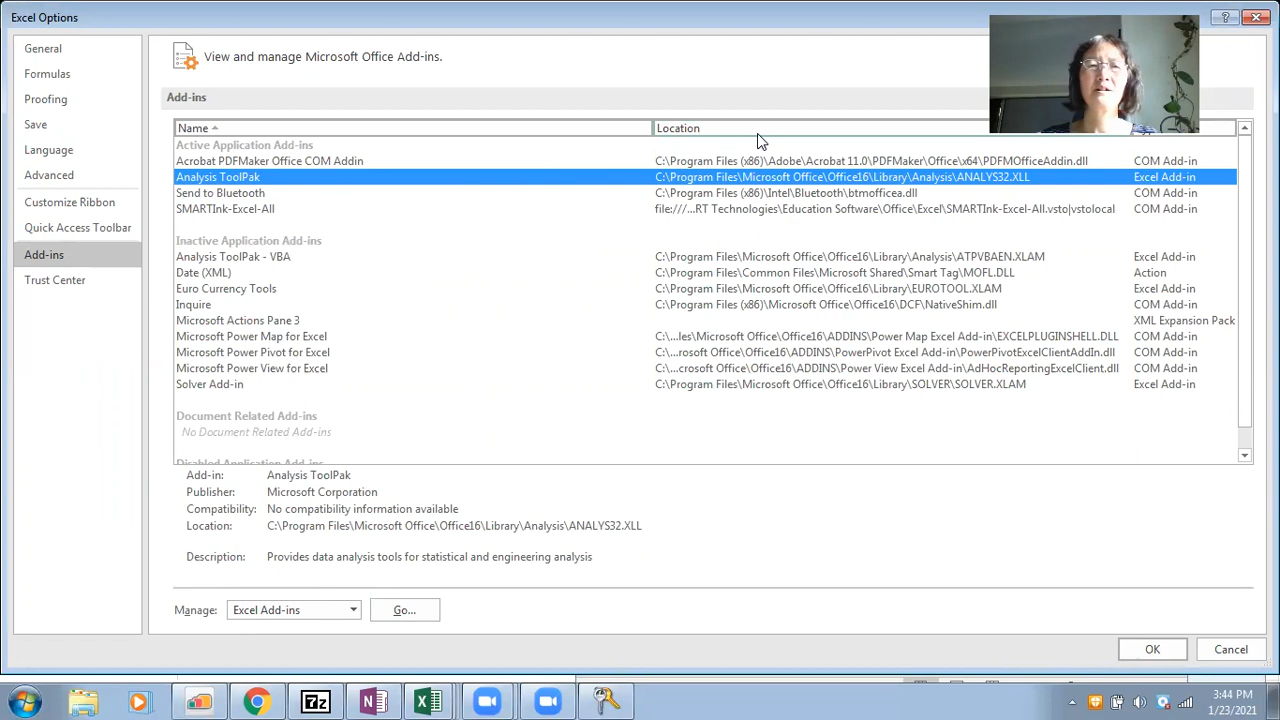 Excel Options
General
Formulas
Proofing
Save
Language
Advanced
Customize Ribbon
Quick Access Toolbar
Add-ins
Trust Center
View and manage Microsoft Office Add-ins.
Add-ins
Name Location
Active Application Add-ins
Acrobat PDFMaker Office COM Addin C:\Program Files (x86)\Adobe\Acrobat 11.0\PDFMaker\Office\x64\PDFMOfficeAddin.dll COM Add-in
Analysis ToolPak C:\Program Files\Microsoft Office\Office16\Library\Analysis\ANALYS32.XLL Excel Add-in
Send to Bluetooth C:\Program Files (x86)\Intel\Bluetooth\btmofficea.dll COM Add-in
SMARTInk-Excel-All file:///...RT Technologies\Education Software\Office\Excel\SMARTInk-Excel-All.vsto|vstolocal COM Add-in
Inactive Application Add-ins
Analysis ToolPak - VBA C:\Program Files\Microsoft Office\Office16\Library\Analysis\ATPVBAEN.XLAM Excel Add-in
Date (XML) C:\Program Files\Common Files\Microsoft Shared\Smart Tag\MOFL.DLL Action
Euro Currency Tools C:\Program Files\Microsoft Office\Office16\Library\EUROTOOL.XLAM Excel Add-in
Inquire C:\Program Files (x86)\Microsoft Office\Office16\DCF\NativeShim.dll COM Add-in
Microsoft Actions Pane 3 XML Expansion Pack
Microsoft Power Map for Excel C:\...les\Microsoft Office\Office16\ADDINS\Power Map Excel Add-in\EXCELPLUGINSHELL.DLL COM Add-in
Microsoft Power Pivot for Excel C:\...rosoft Office\Office16\ADDINS\PowerPivot Excel Add-in\PowerPivotExcelClientAddIn.dll COM Add-in
Microsoft Power View for Excel C:\...crosoft Office\Office16\ADDINS\Power View Excel Add-in\AdHocReportingExcelClient.dll COM Add-in
Solver Add-in C:\Program Files\Microsoft Office\Office16\Library\SOLVER\SOLVER.XLAM Excel Add-in
Document Related Add-ins
No Document Related Add-ins
Disabled Application Add-ins
Add-in: Analysis ToolPak
Publisher: Microsoft Corporation
Compatibility: No compatibility information available
Location: C:\Program Files\Microsoft Office\Office16\Library\Analysis\ANALYS32.XLL
Description: Provides data analysis tools for statistical and engineering analysis
Manage: Excel Add-ins Go...
OK Cancel
7z
3:44 PM
1/23/2021